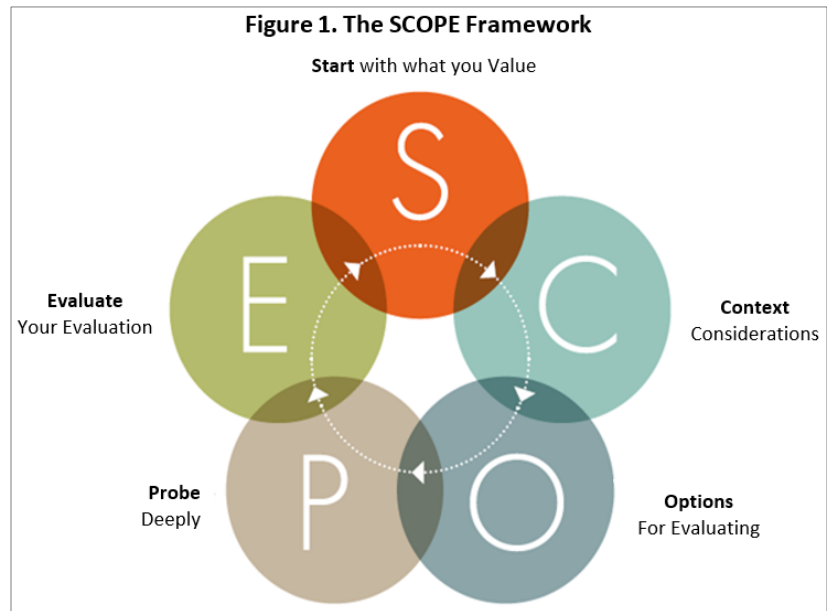 Figure 1. The SCOPE Framework
Start with what you Value
S
C
Context
Considerations
O
Options
For Evaluating
P
Probe
Deeply
E
Evaluate
Your Evaluation